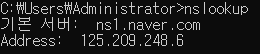 C:\Users\Administrator>nslookup
기본 서버:  ns1.naver.com
Address:  125.209.248.6